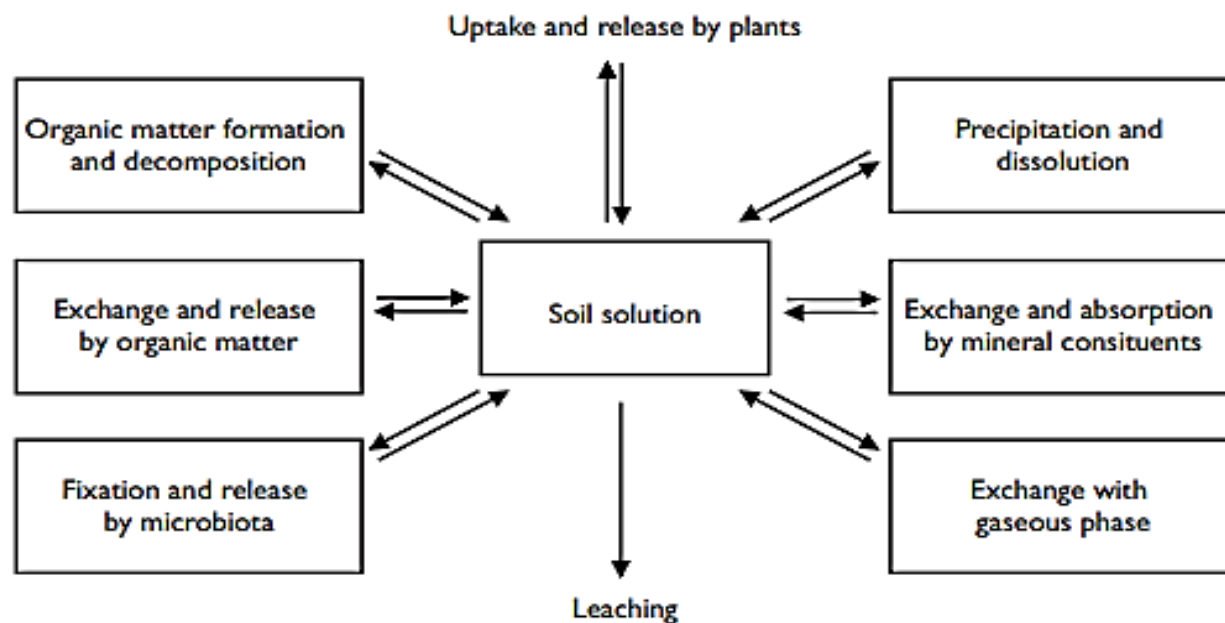 Uptake and release by plants
Organic matter formation
and decomposition
Precipitation and
dissolution
Exchange and release
by organic matter
Soil solution
Exchange and absorption
by mineral consituents
Fixation and release
by microbiota
Exchange with
gaseous phase
Leaching